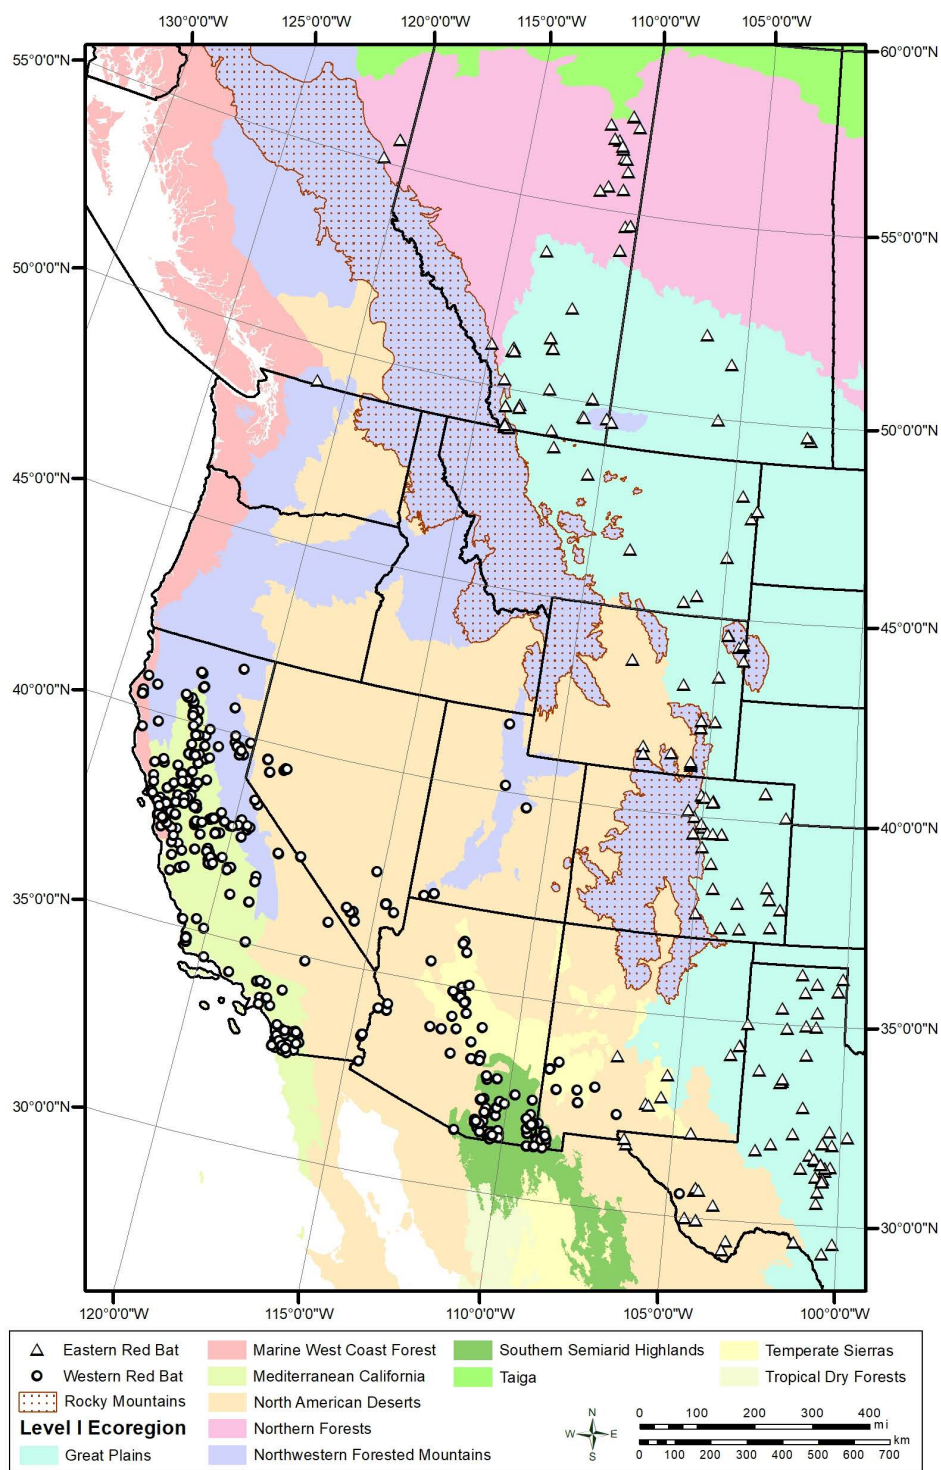 130°0'0"W 125°0'0"W 120°0'0"W 115°0'0"W 110°0'0"W 105°0'0"W
55°0'0"N 60°0'0"N
50°0'0"N 55°0'0"N
45°0'0"N 50°0'0"N
40°0'0"N 45°0'0"N
35°0'0"N 40°0'0"N
30°0'0"N 35°0'0"N
30°0'0"N
120°0'0"W 115°0'0"W 110°0'0"W 105°0'0"W 100°0'0"W
Eastern Red Bat
Western Red Bat
Rocky Mountains
Level I Ecoregion
Great Plains
Marine West Coast Forest
Mediterranean California
North American Deserts
Northern Forests
Northwestern Forested Mountains
Southern Semiarid Highlands
Taiga
Temperate Sierras
Tropical Dry Forests
N
W E
S
0 100 200 300 400
mi
km
0 100 200 300 400 500 600 700